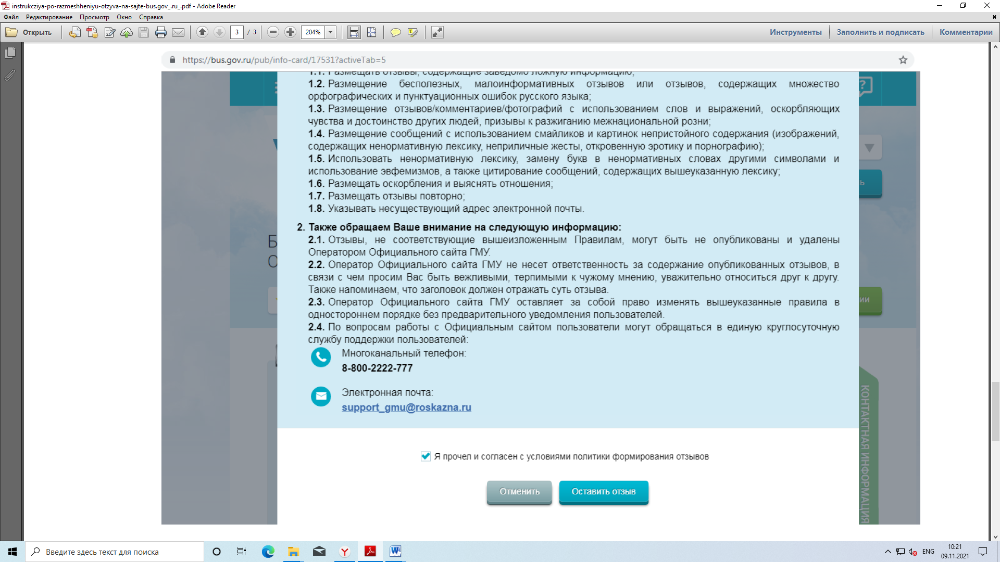 instrukcziya-po-razmeshheniyu-otzyva-na-sajte-bus.gov_.ru_.pdf - Adobe Reader
Файл Редактирование Просмотр Окно Справка
Открыть 3 / 3 204% Инструменты Заполнить и подписать Комментарии
https://bus.gov.ru/pub/info-card/17531?activeTab=5
1.1. Размещать отзывы, содержащие заведомо ложную информацию;
1.2. Размещение бесполезных, малоинформативных отзывов или отзывов, содержащих множество
орфографических и пунктуационных ошибок русского языка;
1.3. Размещение отзывов/комментариев/фотографий с использованием слов и выражений, оскорбляющих
чувства и достоинство других людей, призывы к разжиганию межнациональной розни;
1.4. Размещение сообщений с использованием смайликов и картинок непристойного содержания (изображений,
содержащих ненормативную лексику, неприличные жесты, откровенную эротику и порнографию);
1.5. Использовать ненормативную лексику, замену букв в ненормативных словах другими символами и
использование эвфемизмов, а также цитирование сообщений, содержащих вышеуказанную лексику;
1.6. Размещать оскорбления и выяснять отношения;
1.7. Размещать отзывы повторно;
1.8. Указывать несуществующий адрес электронной почты.
2. Также обращаем Ваше внимание на следующую информацию:
2.1. Отзывы, не соответствующие вышеизложенным Правилам, могут быть не опубликованы и удалены
Оператором Официального сайта ГМУ.
2.2. Оператор Официального сайта ГМУ не несет ответственность за содержание опубликованных отзывов, в
связи с чем просим Вас быть вежливыми, терпимыми к чужому мнению, уважительно относиться друг к другу.
Также напоминаем, что заголовок должен отражать суть отзыва.
2.3. Оператор Официального сайта ГМУ оставляет за собой право изменять вышеуказанные правила в
одностороннем порядке без предварительного уведомления пользователей.
2.4. По вопросам работы с Официальным сайтом пользователи могут обращаться в единую круглосуточную
службу поддержки пользователей:
Многоканальный телефон:
8-800-2222-777
Электронная почта:
support_gmu@roskazna.ru
КОНТАКТНАЯ ИНФОРМАЦИЯ
Я прочел и согласен с условиями политики формирования отзывов
Отменить Оставить отзыв
Введите здесь текст для поиска
ENG
10:21
09.11.2021